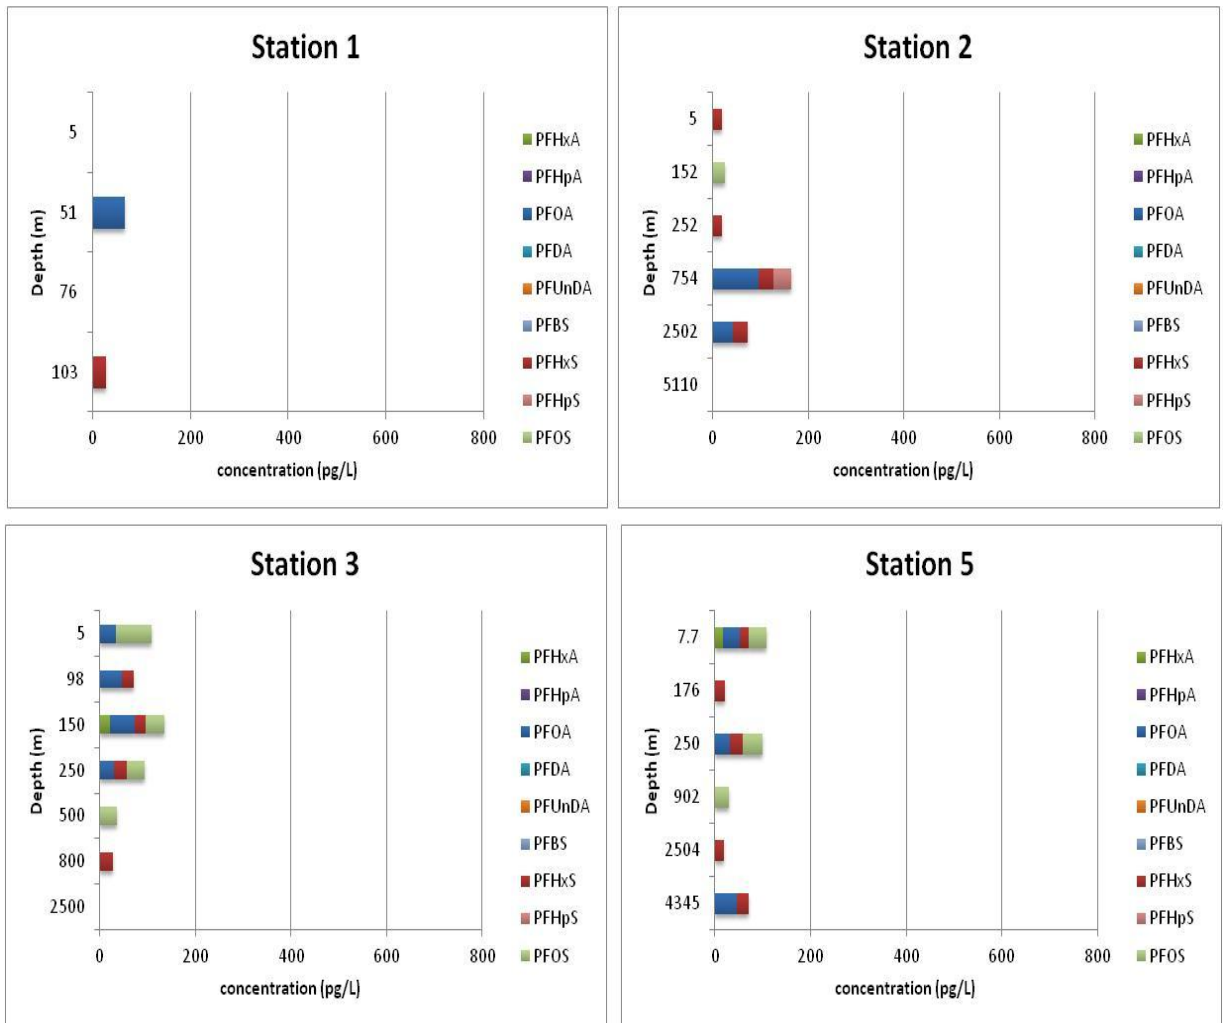 Station 1
Depth (m)
5
51
76
103
0 200 400 600 800
concentration (pg/L)
PFHxA
PFHpA
PFOA
PFDA
PFUnDA
PFBS
PFHxS
PFHpS
PFOS
Station 2
Depth (m)
5
152
252
754
2502
5110
0 200 400 600 800
concentration (pg/L)
PFHxA
PFHpA
PFOA
PFDA
PFUnDA
PFBS
PFHxS
PFHpS
PFOS
Station 3
Depth (m)
5
98
150
250
500
800
2500
0 200 400 600 800
concentration (pg/L)
PFHxA
PFHpA
PFOA
PFDA
PFUnDA
PFBS
PFHxS
PFHpS
PFOS
Station 5
Depth (m)
7.7
176
250
902
2504
4345
0 200 400 600 800
concentration (pg/L)
PFHxA
PFHpA
PFOA
PFDA
PFUnDA
PFBS
PFHxS
PFHpS
PFOS